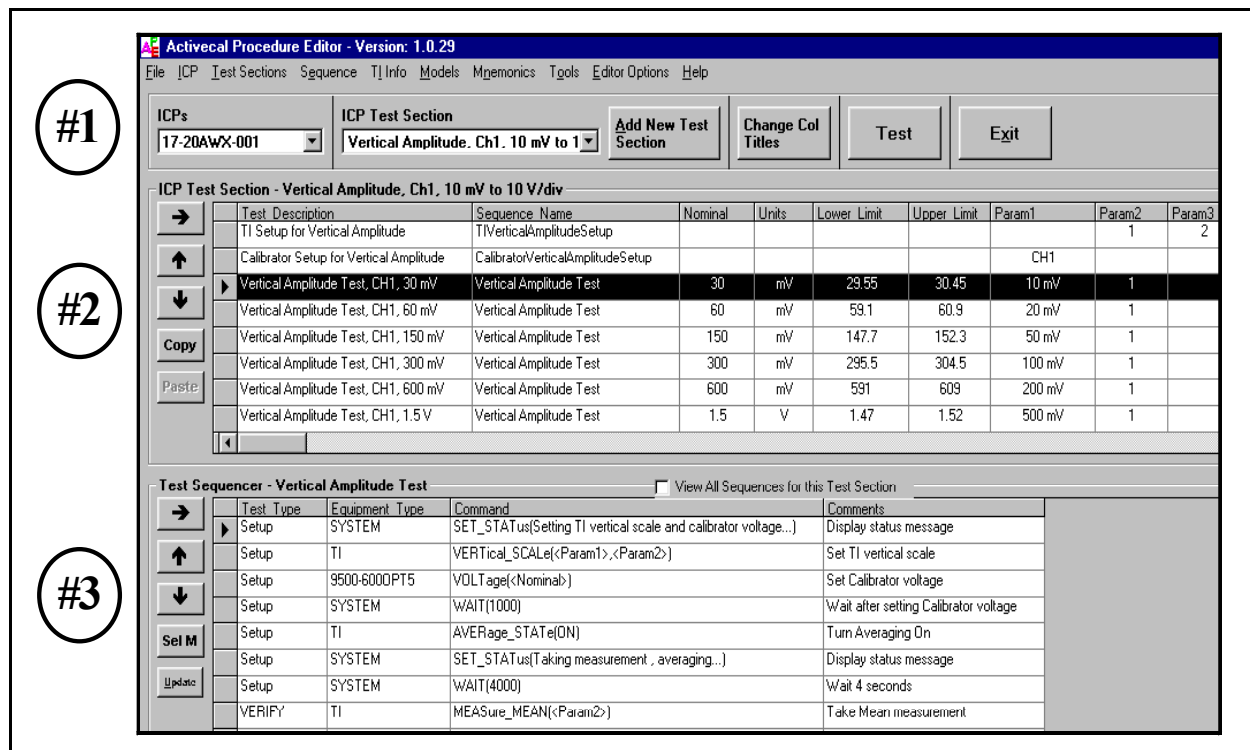 Activecal Procedure Editor - Version: 1.0.29
File ICP Test Sections Sequence TI Info Models Mnemonics Tools Editor Options Help
#1
ICPs
17-20AWX-001
ICP Test Section
Vertical Amplitude. Ch1. 10 mV to 1
Add New Test Section
Change Col Titles
Test
Exit
ICP Test Section - Vertical Amplitude, Ch1, 10 mV to 10 V/div
#2
Copy
Paste
Test Description Sequence Name Nominal Units Lower Limit Upper Limit Param1 Param2 Param3
TI Setup for Vertical Amplitude TIVerticalAmplitudeSetup 1 2
Calibrator Setup for Vertical Amplitude CalibratorVerticalAmplitudeSetup CH1
Vertical Amplitude Test, CH1, 30 mV Vertical Amplitude Test 30 mV 29.55 30.45 10 mV 1
Vertical Amplitude Test, CH1, 60 mV Vertical Amplitude Test 60 mV 59.1 60.9 20 mV 1
Vertical Amplitude Test, CH1, 150 mV Vertical Amplitude Test 150 mV 147.7 152.3 50 mV 1
Vertical Amplitude Test, CH1, 300 mV Vertical Amplitude Test 300 mV 295.5 304.5 100 mV 1
Vertical Amplitude Test, CH1, 600 mV Vertical Amplitude Test 600 mV 591 609 200 mV 1
Vertical Amplitude Test, CH1, 1.5 V Vertical Amplitude Test 1.5 V 1.47 1.52 500 mV 1
Test Sequencer - Vertical Amplitude Test
View All Sequences for this Test Section
#3
Sel M
Update
Test Type Equipment Type Command Comments
Setup SYSTEM SET_STATus(Setting TI vertical scale and calibrator voltage...) Display status message
Setup TI VERTical_SCALe(<Param1>,<Param2>) Set TI vertical scale
Setup 9500-600OPT5 VOLTage(<Nominal>) Set Calibrator voltage
Setup SYSTEM WAIT(1000) Wait after setting Calibrator voltage
Setup TI AVERage_STATe(ON) Turn Averaging On
Setup SYSTEM SET_STATus(Taking measurement , averaging...) Display status message
Setup SYSTEM WAIT(4000) Wait 4 seconds
VERIFY TI MEASure_MEAN(<Param2>) Take Mean measurement